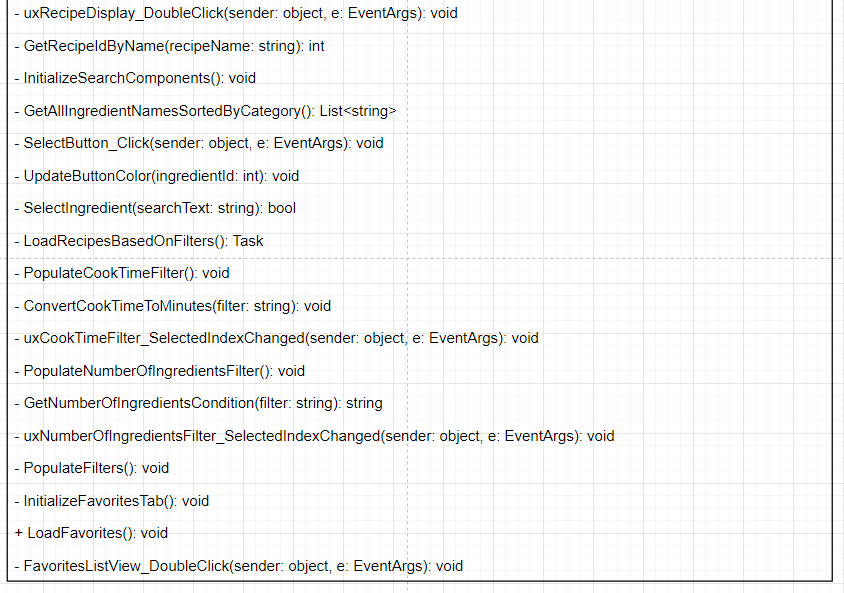 - uxRecipeDisplay_DoubleClick(sender: object, e: EventArgs): void
- GetRecipeIdByName(recipeName: string): int
- InitializeSearchComponents(): void
- GetAllIngredientNamesSortedByCategory(): List<string>
- SelectButton_Click(sender: object, e: EventArgs): void
- UpdateButtonColor(ingredientId: int): void
- SelectIngredient(searchText: string): bool
- LoadRecipesBasedOnFilters(): Task
- PopulateCookTimeFilter(): void
- ConvertCookTimeToMinutes(filter: string): void
- uxCookTimeFilter_SelectedIndexChanged(sender: object, e: EventArgs): void
- PopulateNumberOfIngredientsFilter(): void
- GetNumberOfIngredientsCondition(filter: string): string
- uxNumberOfIngredientsFilter_SelectedIndexChanged(sender: object, e: EventArgs): void
- PopulateFilters(): void
- InitializeFavoritesTab(): void
+ LoadFavorites(): void
- FavoritesListView_DoubleClick(sender: object, e: EventArgs): void